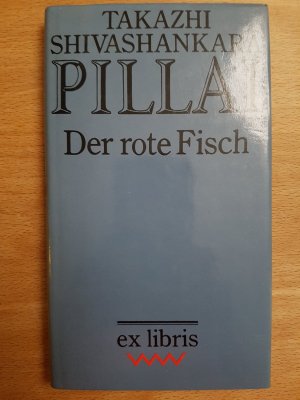 TAKAZHI
SHIVASHANKARA
PILLAI
Der rote Fisch
ex libris